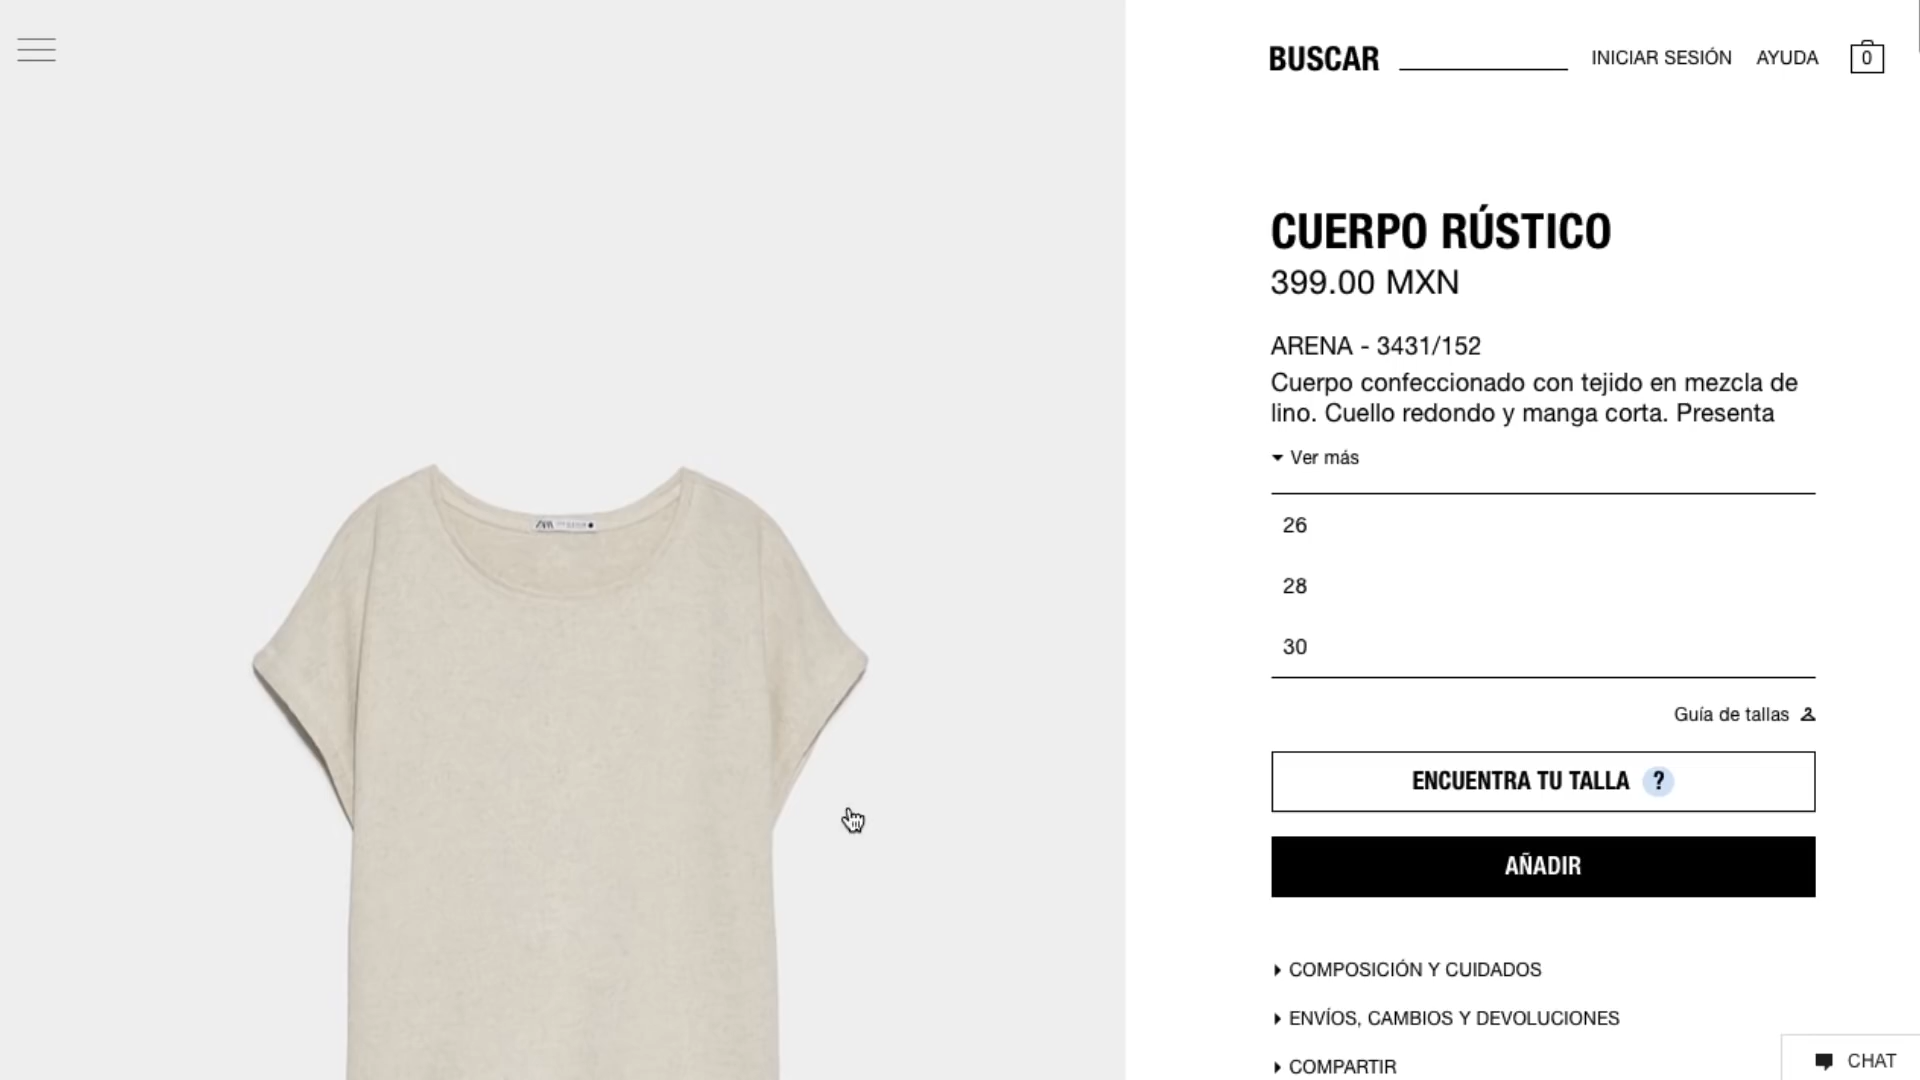 BUSCAR
INICIAR SESIÓN
AYUDA
0
CUERPO RÚSTICO
399.00 MXN
ARENA - 3431/152
Cuerpo confeccionado con tejido en mezcla de
lino. Cuello redondo y manga corta. Presenta
Ver más
26
28
30
Guía de tallas
ENCUENTRA TU TALLA ?
AÑADIR
COMPOSICIÓN Y CUIDADOS
ENVÍOS, CAMBIOS Y DEVOLUCIONES
COMPARTIR
CHAT
ZARA